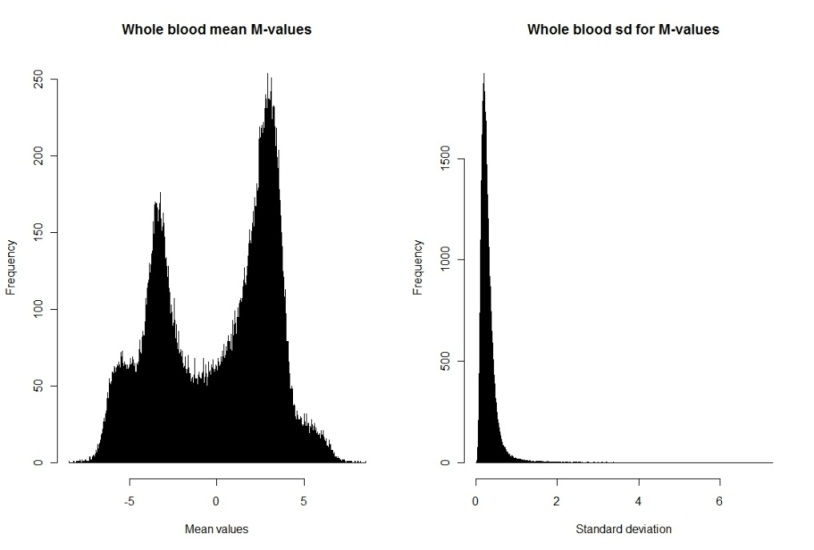 Whole blood mean M-values
Frequency
0
50
100
150
200
250
-5
0
5
Mean values
Whole blood sd for M-values
Frequency
0
500
1000
1500
0
2
4
6
Standard deviation